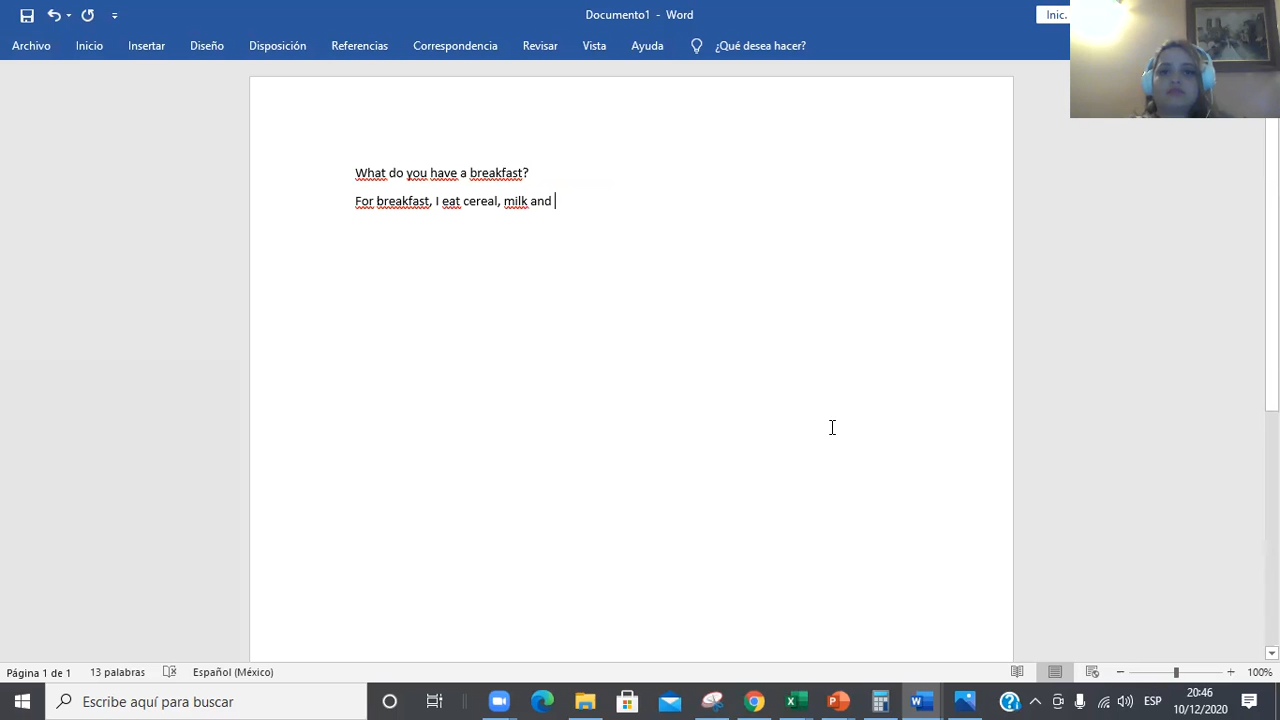 Documento1 - Word
Inic.
Archivo Inicio Insertar Diseño Disposición Referencias Correspondencia Revisar Vista Ayuda ¿Qué desea hacer?
What do you have a breakfast?
For breakfast, I eat cereal, milk and
Página 1 de 1 13 palabras Español (México) 100%
Escribe aquí para buscar
ESP
20:46
10/12/2020